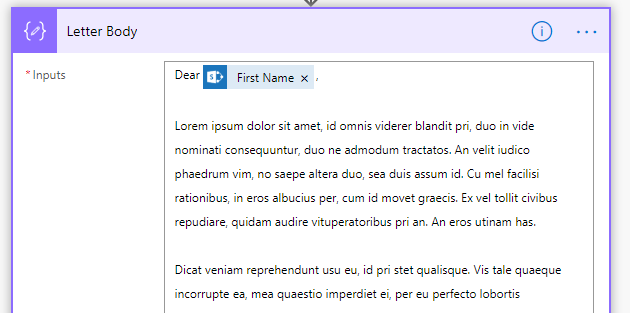 Letter Body
* Inputs
Dear First Name × ,
Lorem ipsum dolor sit amet, id omnis viderer blandit pri, duo in vide
nominati consequuntur, duo ne admodum tractatos. An velit iudico
phaedrum vim, no saepe altera duo, sea duis assum id. Cu mel facilisi
rationibus, in eros albucius per, cum id movet graecis. Ex vel tollit civibus
repudiare, quidam audire vituperatoribus pri an. An eros utinam has.
Dicat veniam reprehendunt usu eu, id pri stet qualisque. Vis tale quaeque
incorrupte ea, mea quaestio imperdiet ei, per eu perfecto lobortis